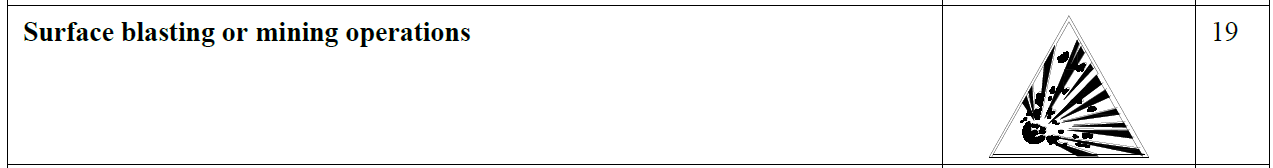 Surface blasting or mining operations
19